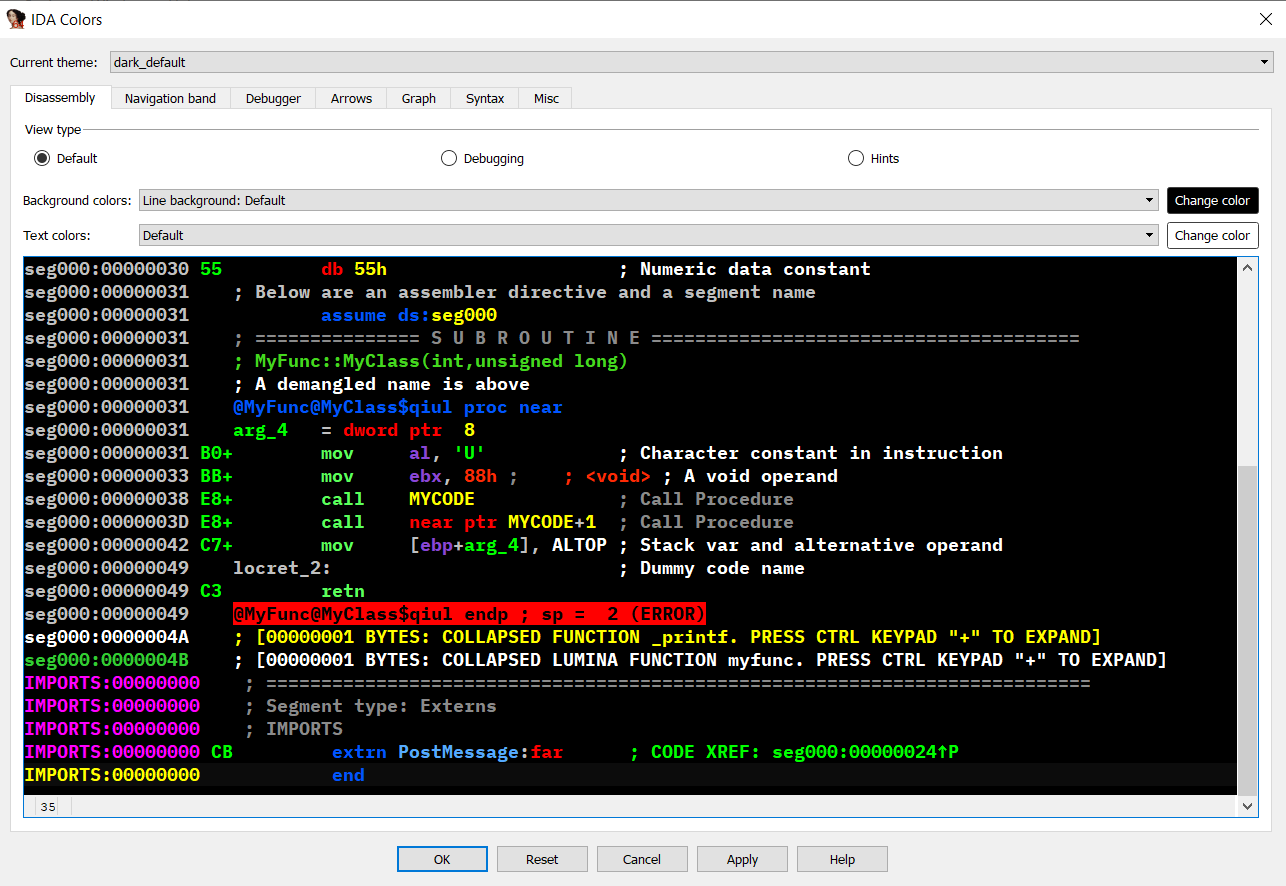 IDA Colors
Current theme: dark_default
Disassembly Navigation band Debugger Arrows Graph Syntax Misc
View type
Default Debugging Hints
Background colors: Line background: Default Change color
Text colors: Default Change color
seg000:00000030 55 db 55h ; Numeric data constant
seg000:00000031 ; Below are an assembler directive and a segment name
seg000:00000031 assume ds:seg000
seg000:00000031 ; =============== S U B R O U T I N E =======================================
seg000:00000031 ; MyFunc::MyClass(int,unsigned long)
seg000:00000031 ; A demangled name is above
seg000:00000031 @MyFunc@MyClass$qiul proc near
seg000:00000031 arg_4 = dword ptr 8
seg000:00000031 B0+ mov al, 'U' ; Character constant in instruction
seg000:00000033 BB+ mov ebx, 88h ; ; <void> ; A void operand
seg000:00000038 E8+ call MYCODE ; Call Procedure
seg000:0000003D E8+ call near ptr MYCODE+1 ; Call Procedure
seg000:00000042 C7+ mov [ebp+arg_4], ALTOP ; Stack var and alternative operand
seg000:00000049 locret_2: ; Dummy code name
seg000:00000049 C3 retn
seg000:00000049 @MyFunc@MyClass$qiul endp ; sp = 2 (ERROR)
seg000:0000004A ; [00000001 BYTES: COLLAPSED FUNCTION _printf. PRESS CTRL KEYPAD "+" TO EXPAND]
seg000:0000004B ; [00000001 BYTES: COLLAPSED LUMINA FUNCTION myfunc. PRESS CTRL KEYPAD "+" TO EXPAND]
IMPORTS:00000000 ; ===========================================================================
IMPORTS:00000000 ; Segment type: Externs
IMPORTS:00000000 ; IMPORTS
IMPORTS:00000000 CB extrn PostMessage:far ; CODE XREF: seg000:00000024↑P
IMPORTS:00000000 end
35
OK Reset Cancel Apply Help